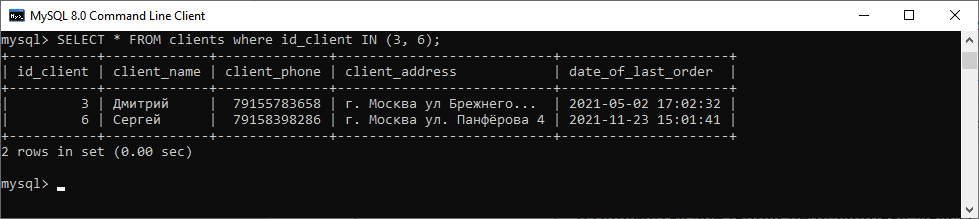 MySQL 8.0 Command Line Client
mysql> SELECT * FROM clients where id_client IN (3, 6);
+-----------+-------------+--------------+--------------------------+---------------------+
| id_client | client_name | client_phone | client_address           | date_of_last_order  |
+-----------+-------------+--------------+--------------------------+---------------------+
|         3 | Дмитрий     |  79155783658 | г. Москва ул Брежнего... | 2021-05-02 17:02:32 |
|         6 | Сергей      |  79158398286 | г. Москва ул. Панфёрова 4 | 2021-11-23 15:01:41 |
+-----------+-------------+--------------+--------------------------+---------------------+
2 rows in set (0.00 sec)
mysql>